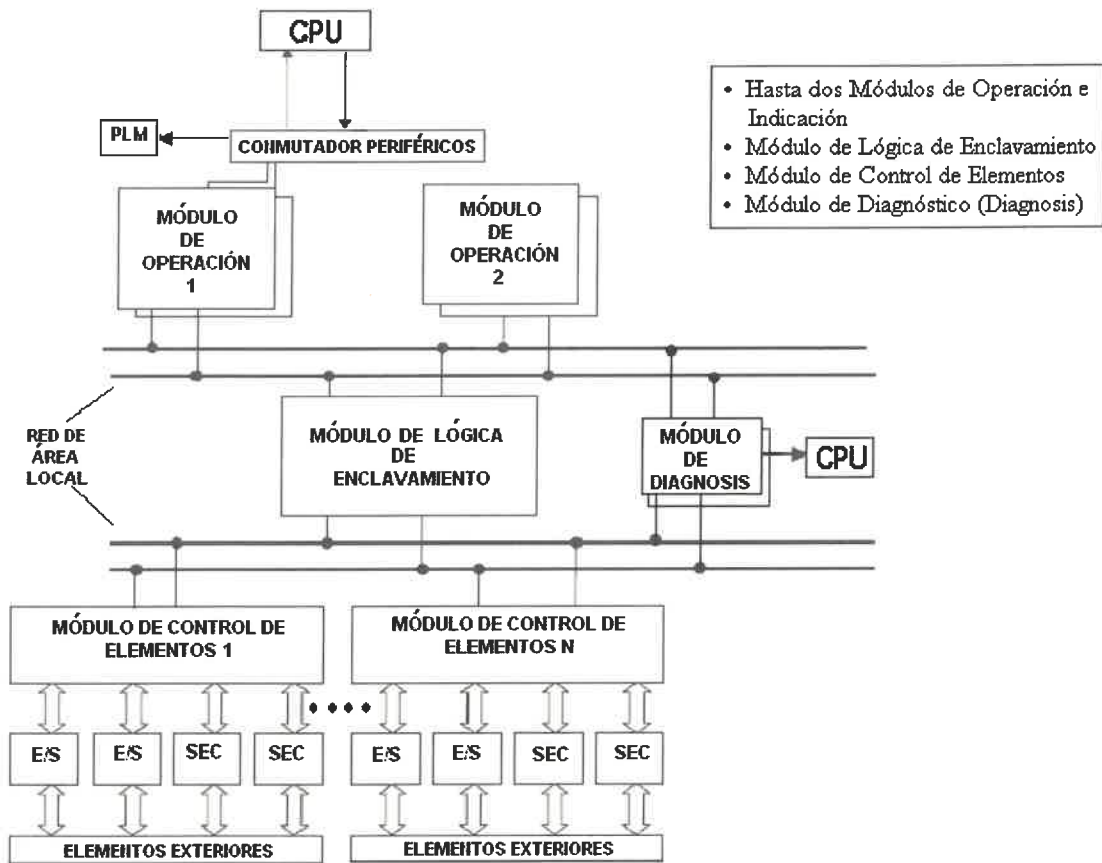 CPU
• Hasta dos Módulos de Operación e
Indicación
• Módulo de Lógica de Enclavamiento
• Módulo de Control de Elementos
• Módulo de Diagnóstico (Diagnosis)
PLM
CONMUTADOR PERIFÉRICOS
MÓDULO
DE
OPERACIÓN
1
MÓDULO
DE
OPERACIÓN
2
RED DE
ÁREA
LOCAL
MÓDULO DE LÓGICA
DE
ENCLAVAMIENTO
MÓDULO
DE
DIAGNOSIS
CPU
MÓDULO DE CONTROL DE
ELEMENTOS 1
MÓDULO DE CONTROL DE
ELEMENTOS N
E/S
E/S
SEC
SEC
E/S
E/S
SEC
SEC
ELEMENTOS EXTERIORES
ELEMENTOS EXTERIORES